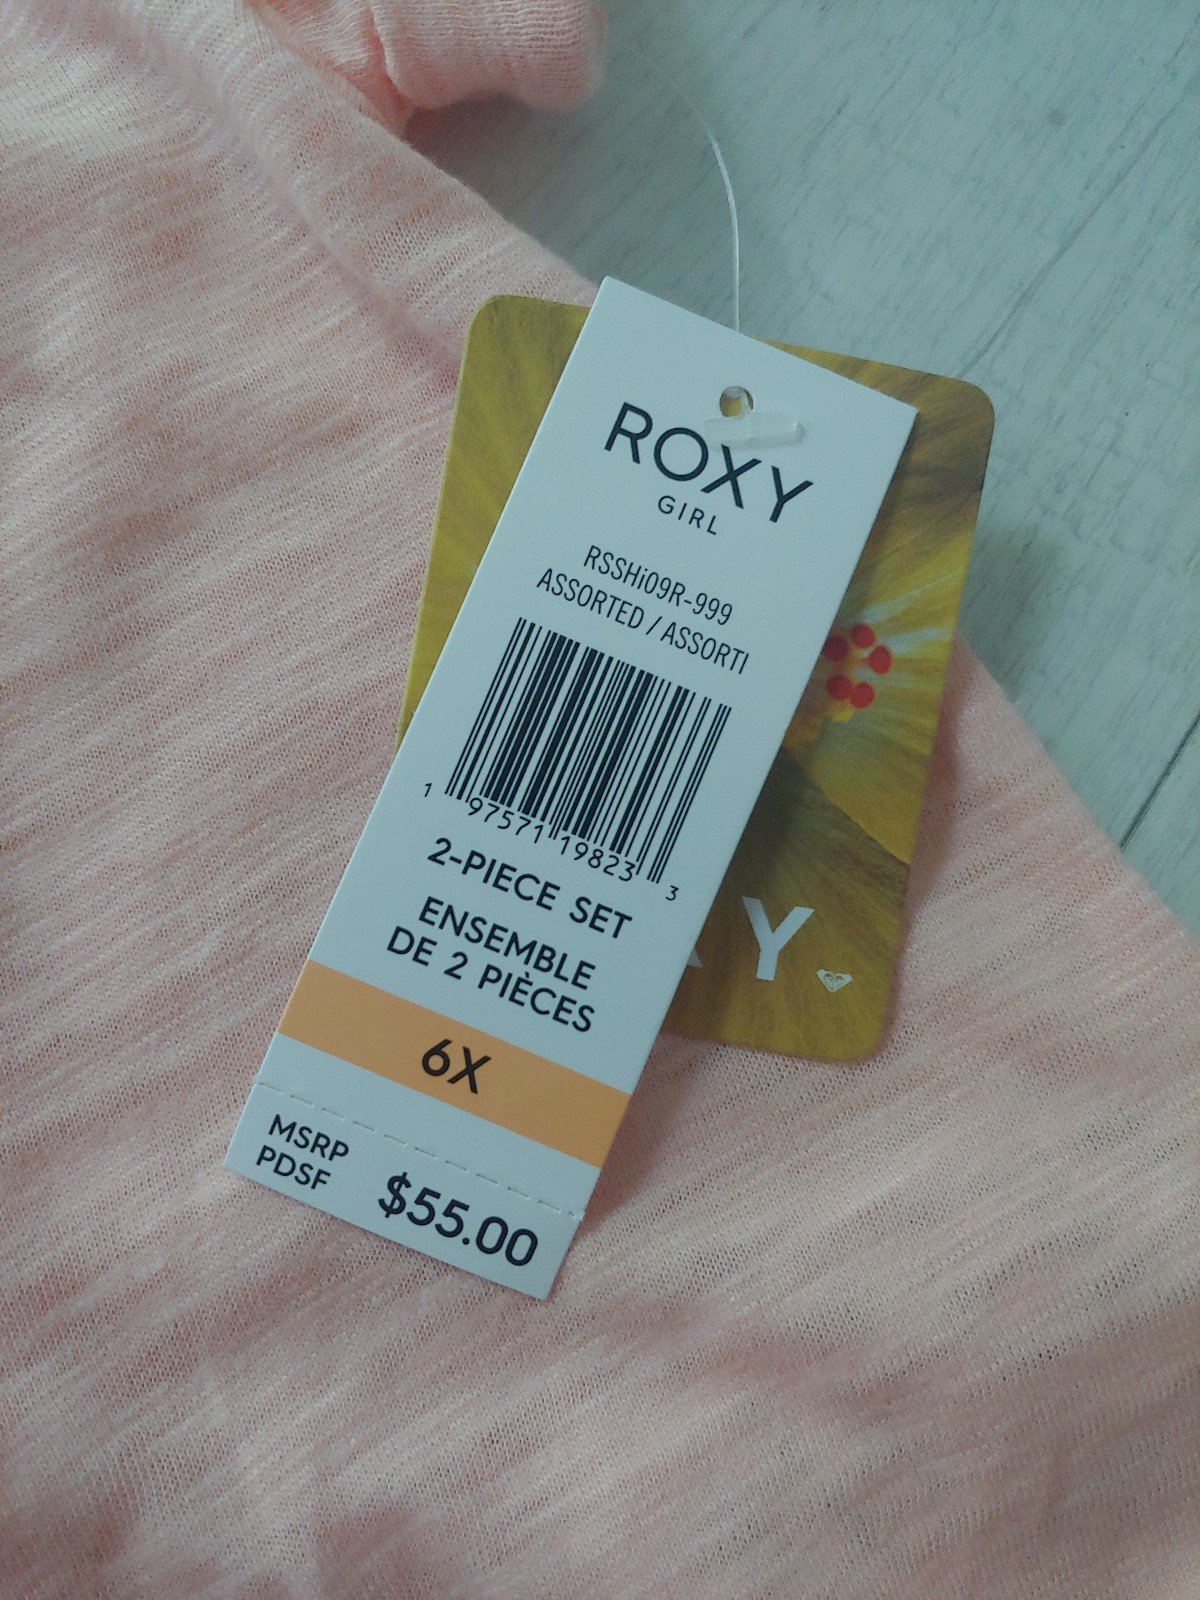 ROXY
GIRL
RSSHi09R-999
ASSORTED / ASSORTI
1 97571 19823 3
2-PIECE SET
ENSEMBLE
DE 2 PIÈCES
6X
MSRP
PDSF
$55.00
XY